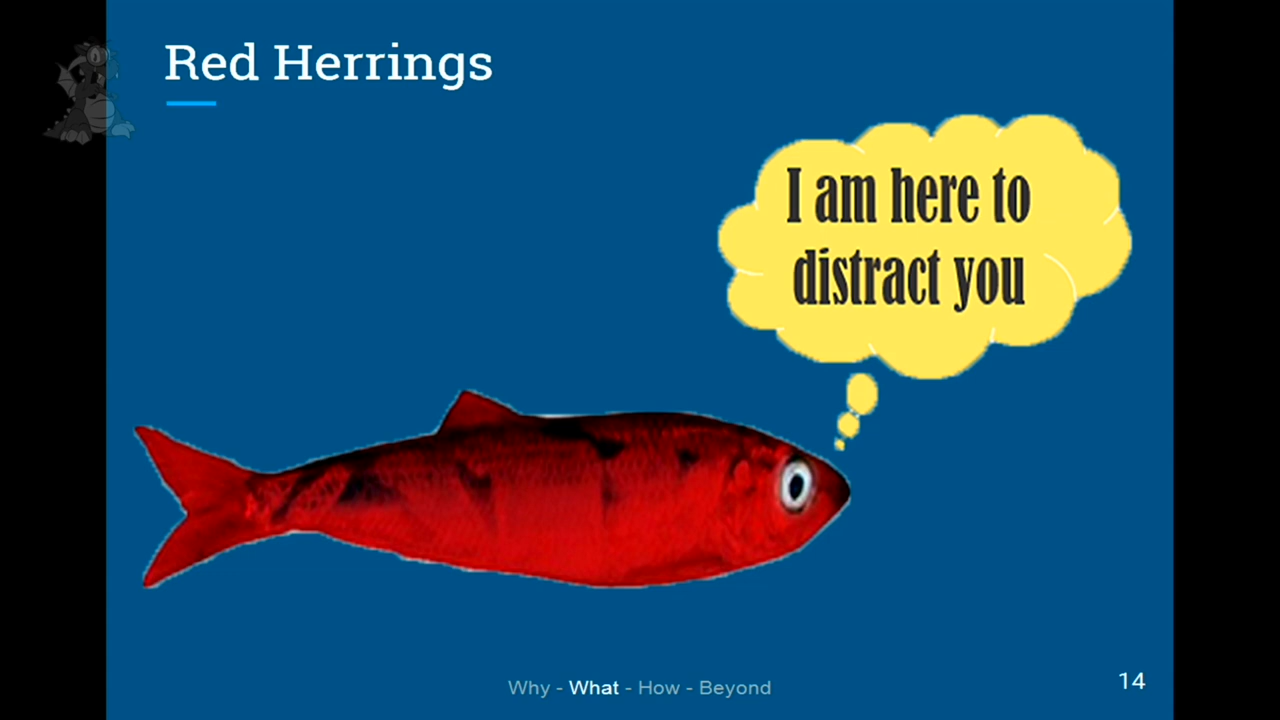 Red Herrings
I am here to
distract you
Why - What - How - Beyond
14